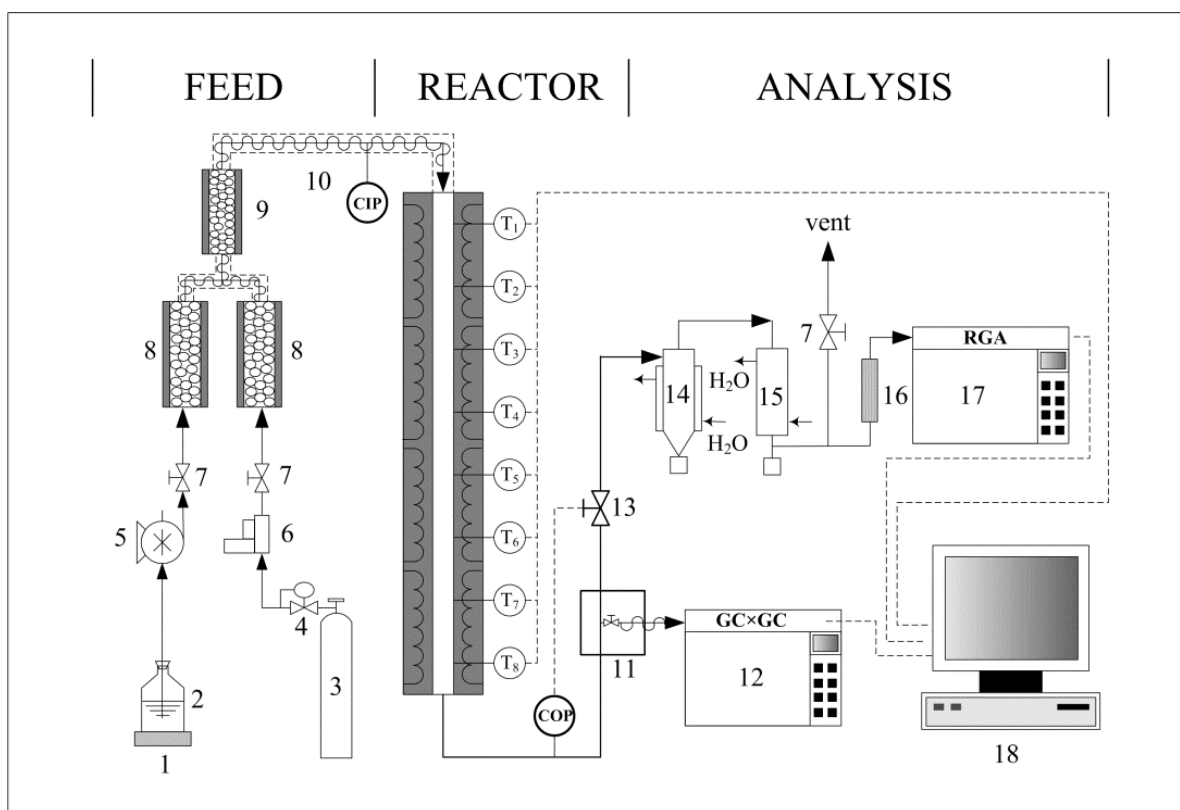 FEED
REACTOR
ANALYSIS
10
CIP
9
8
8
7
7
5
6
4
2
3
1
T1
T2
T3
T4
T5
T6
T7
T8
vent
7
14
H2O
H2O
15
16
RGA
17
13
11
GC×GC
12
COP
18